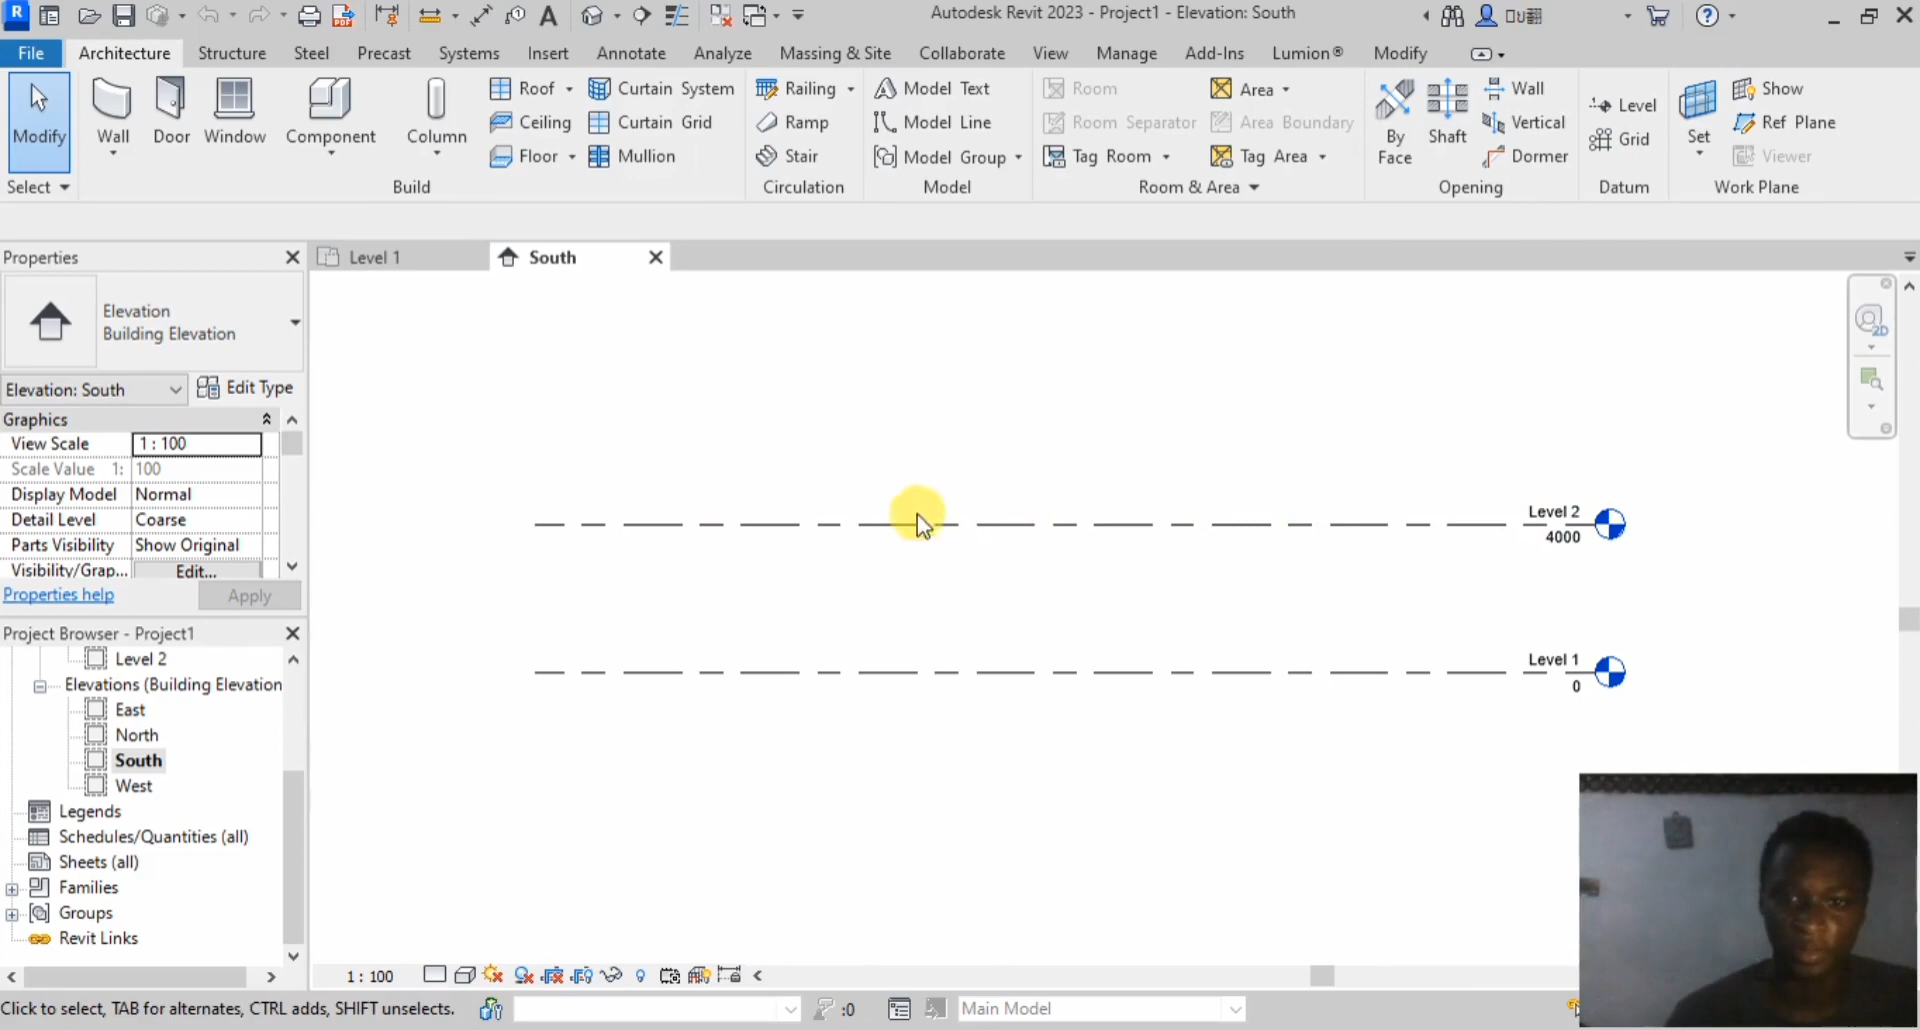 Autodesk Revit 2023 - Project1 - Elevation: South
File Architecture Structure Steel Precast Systems Insert Annotate Analyze Massing & Site Collaborate View Manage Add-Ins Lumion® Modify
Modify
Select
Wall
Door
Window
Component
Column
Roof
Ceiling
Floor
Curtain System
Curtain Grid
Mullion
Build
Railing
Ramp
Stair
Circulation
Model Text
Model Line
Model Group
Model
Room
Room Separator
Tag Room
Area
Area Boundary
Tag Area
Room & Area
By
Face
Shaft
Wall
Vertical
Dormer
Opening
Level
Grid
Datum
Set
Show
Ref Plane
Viewer
Work Plane
Properties
Elevation
Building Elevation
Elevation: South
Edit Type
Graphics
View Scale 1 : 100
Scale Value 1: 100
Display Model Normal
Detail Level Coarse
Parts Visibility Show Original
Visibility/Grap... Edit...
Properties help
Apply
Project Browser - Project1
Level 2
Elevations (Building Elevation
East
North
South
West
Legends
Schedules/Quantities (all)
Sheets (all)
Families
Groups
Revit Links
Level 1
South
2D
Level 2
4000
Level 1
0
1 : 100
Click to select, TAB for alternates, CTRL adds, SHIFT unselects.
:0
Main Model